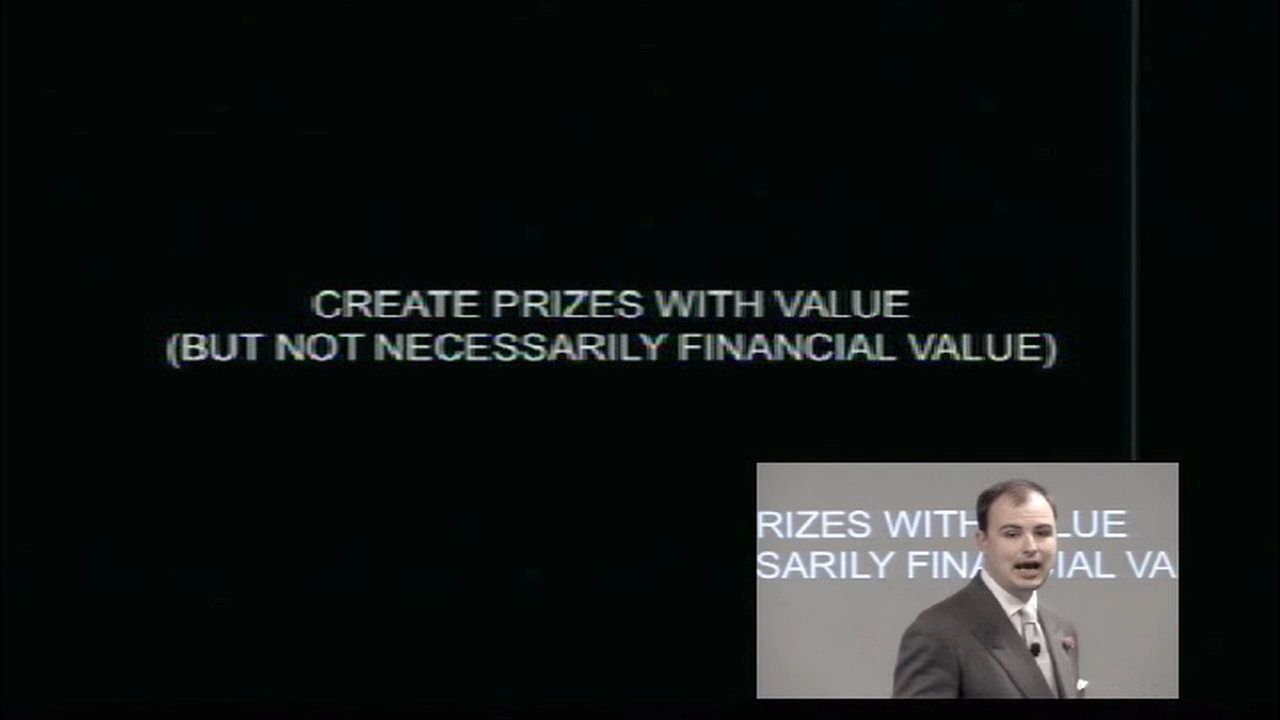 CREATE PRIZES WITH VALUE
(BUT NOT NECESSARILY FINANCIAL VALUE)
RIZES WITH LUE
SARILY FINA IAL VA